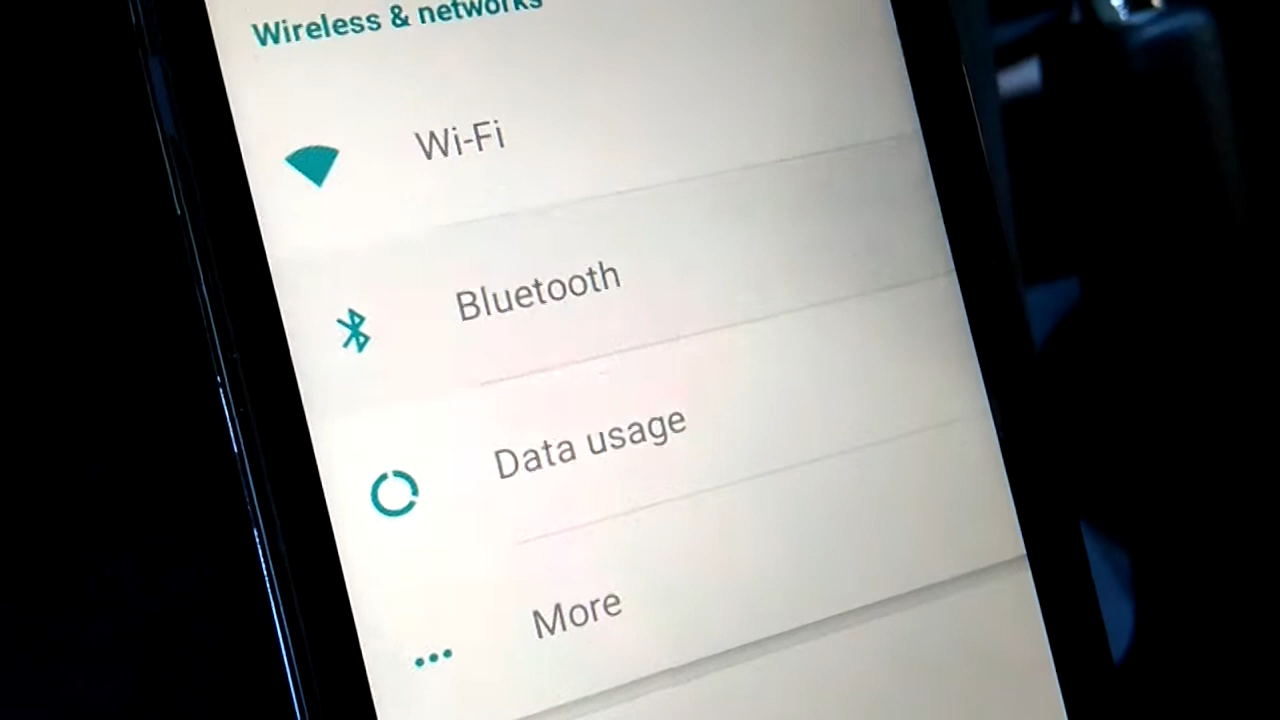 Wireless & networks
Wi-Fi
Bluetooth
Data usage
More